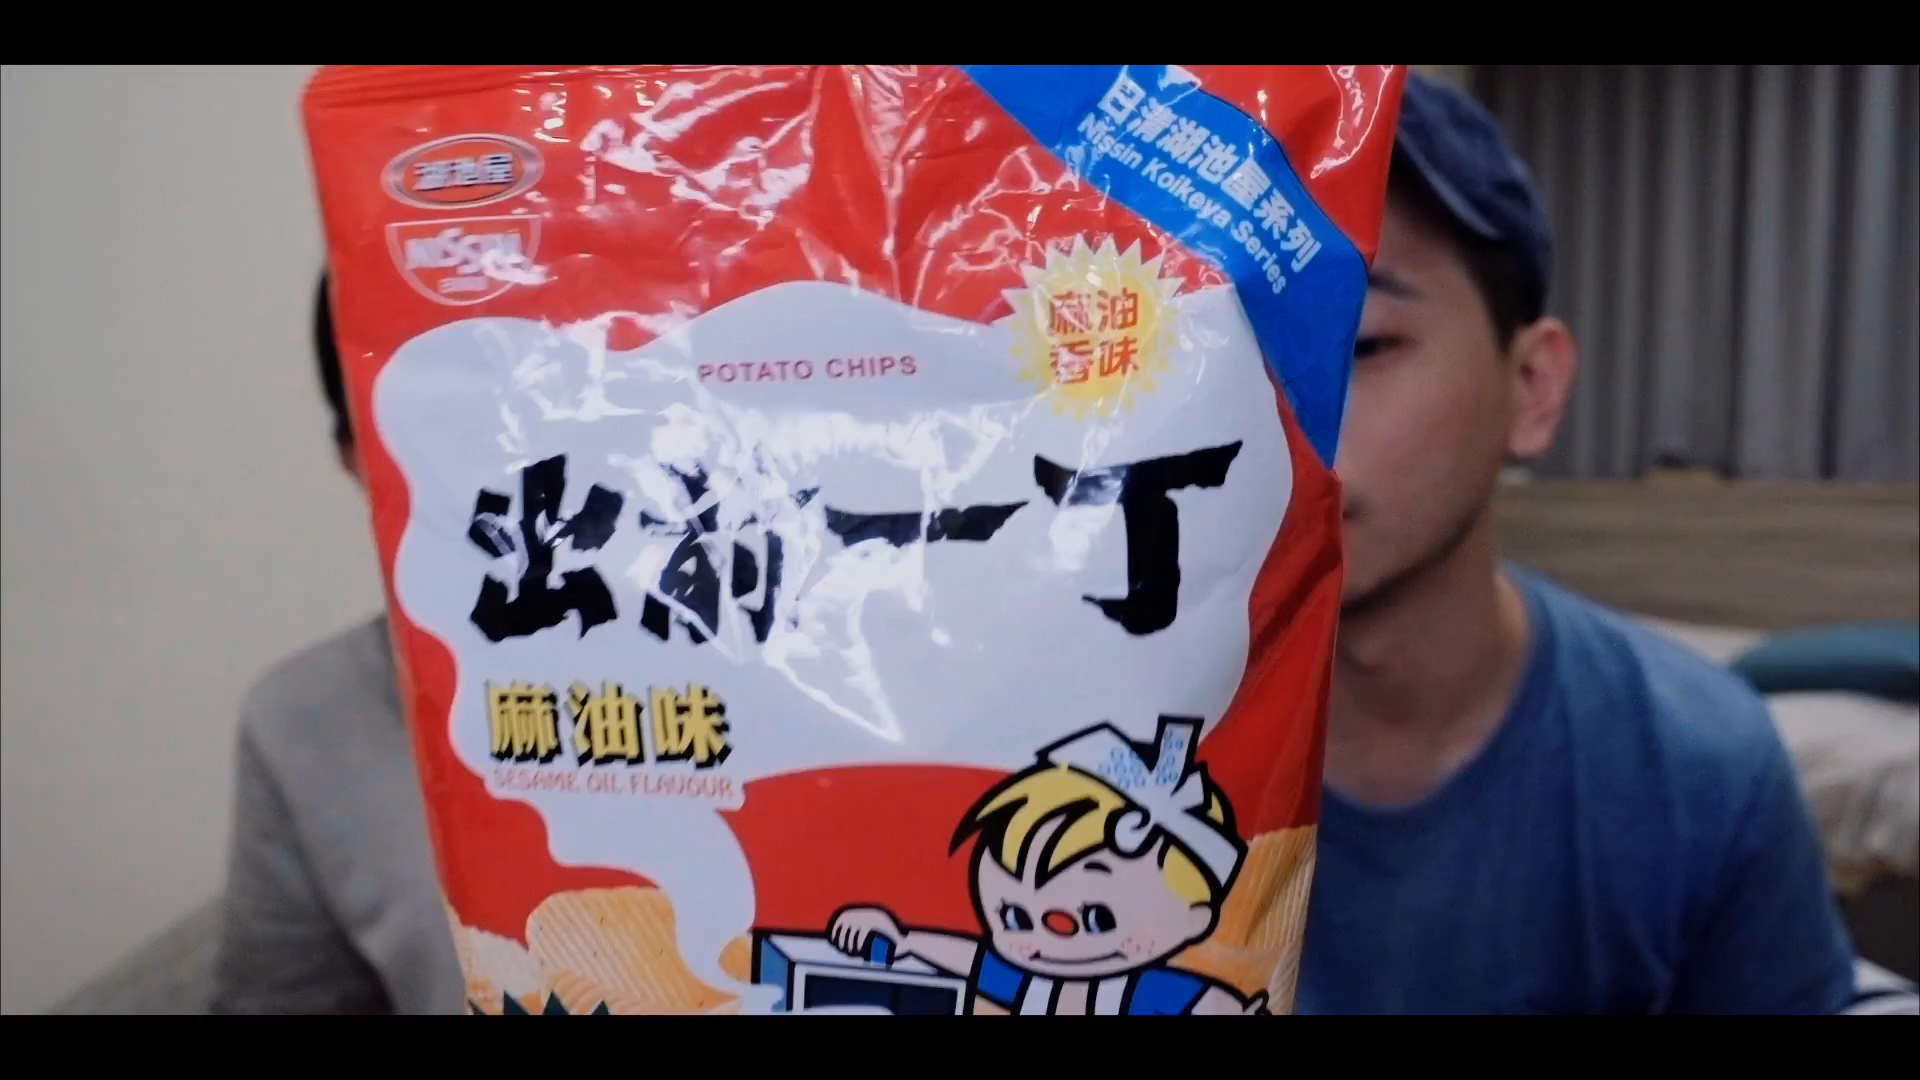 湖池屋
NISSIN
日清湖池屋系列
Nissin Koikeya Series
麻油
香味
POTATO CHIPS
出前一丁
麻油味
SESAME OIL FLAVOUR